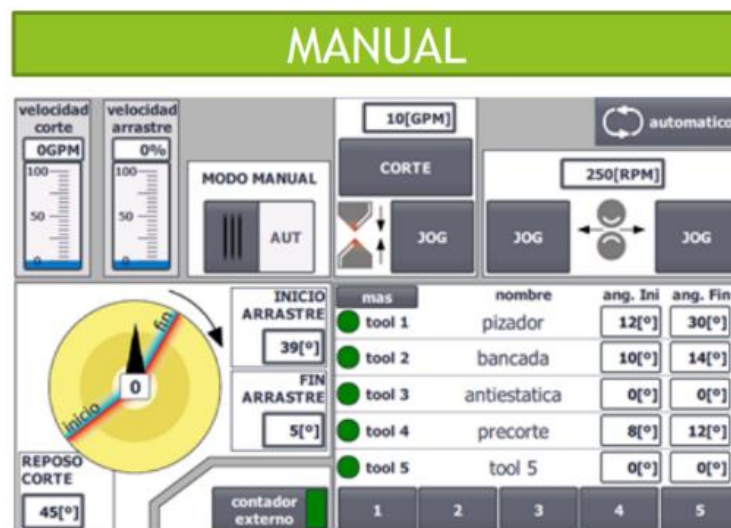 MANUAL
velocidad corte
0GPM
100
50
0
velocidad arrastre
0%
100
50
0
MODO MANUAL
AUT
10[GPM]
CORTE
JOG
automatico
250[RPM]
JOG
JOG
INICIO ARRASTRE
39[º]
FIN ARRASTRE
5[º]
fin
0
inicio
REPOSO CORTE
45[º]
contador externo
mas nombre ang. Ini ang. Fin
tool 1 pizador 12[º] 30[º]
tool 2 bancada 10[º] 14[º]
tool 3 antiestatica 0[º] 0[º]
tool 4 precorte 8[º] 12[º]
tool 5 tool 5 0[º] 0[º]
1 2 3 4 5